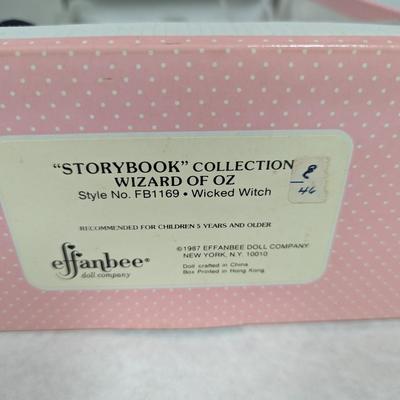 "STORYBOOK" COLLECTION
WIZARD OF OZ
Style No. FB1169 • Wicked Witch
46
RECOMMENDED FOR CHILDREN 5 YEARS AND OLDER
effanbee®
doll company
©1987 EFFANBEE DOLL COMPANY
NEW YORK, N.Y. 10010
Doll crafted in China
Box Printed in Hong Kong